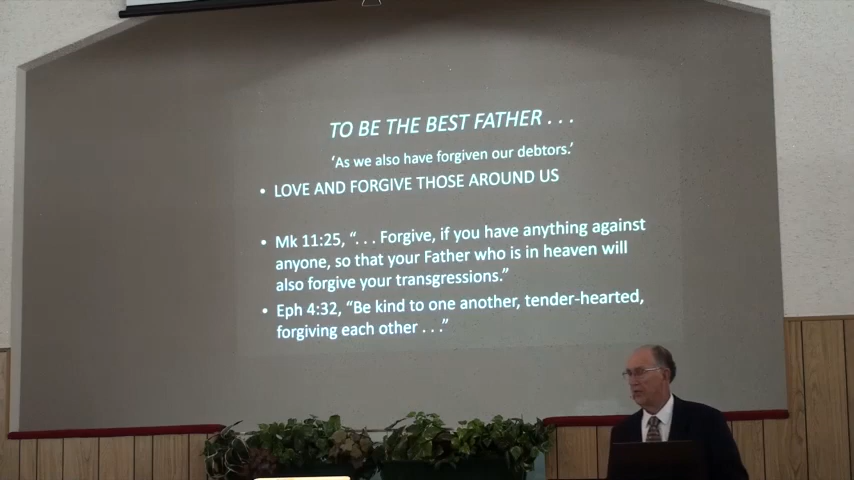 TO BE THE BEST FATHER . . .
‘As we also have forgiven our debtors.’
• LOVE AND FORGIVE THOSE AROUND US
• Mk 11:25, “. . . Forgive, if you have anything against
anyone, so that your Father who is in heaven will
also forgive your transgressions.”
• Eph 4:32, “Be kind to one another, tender-hearted,
forgiving each other . . .”